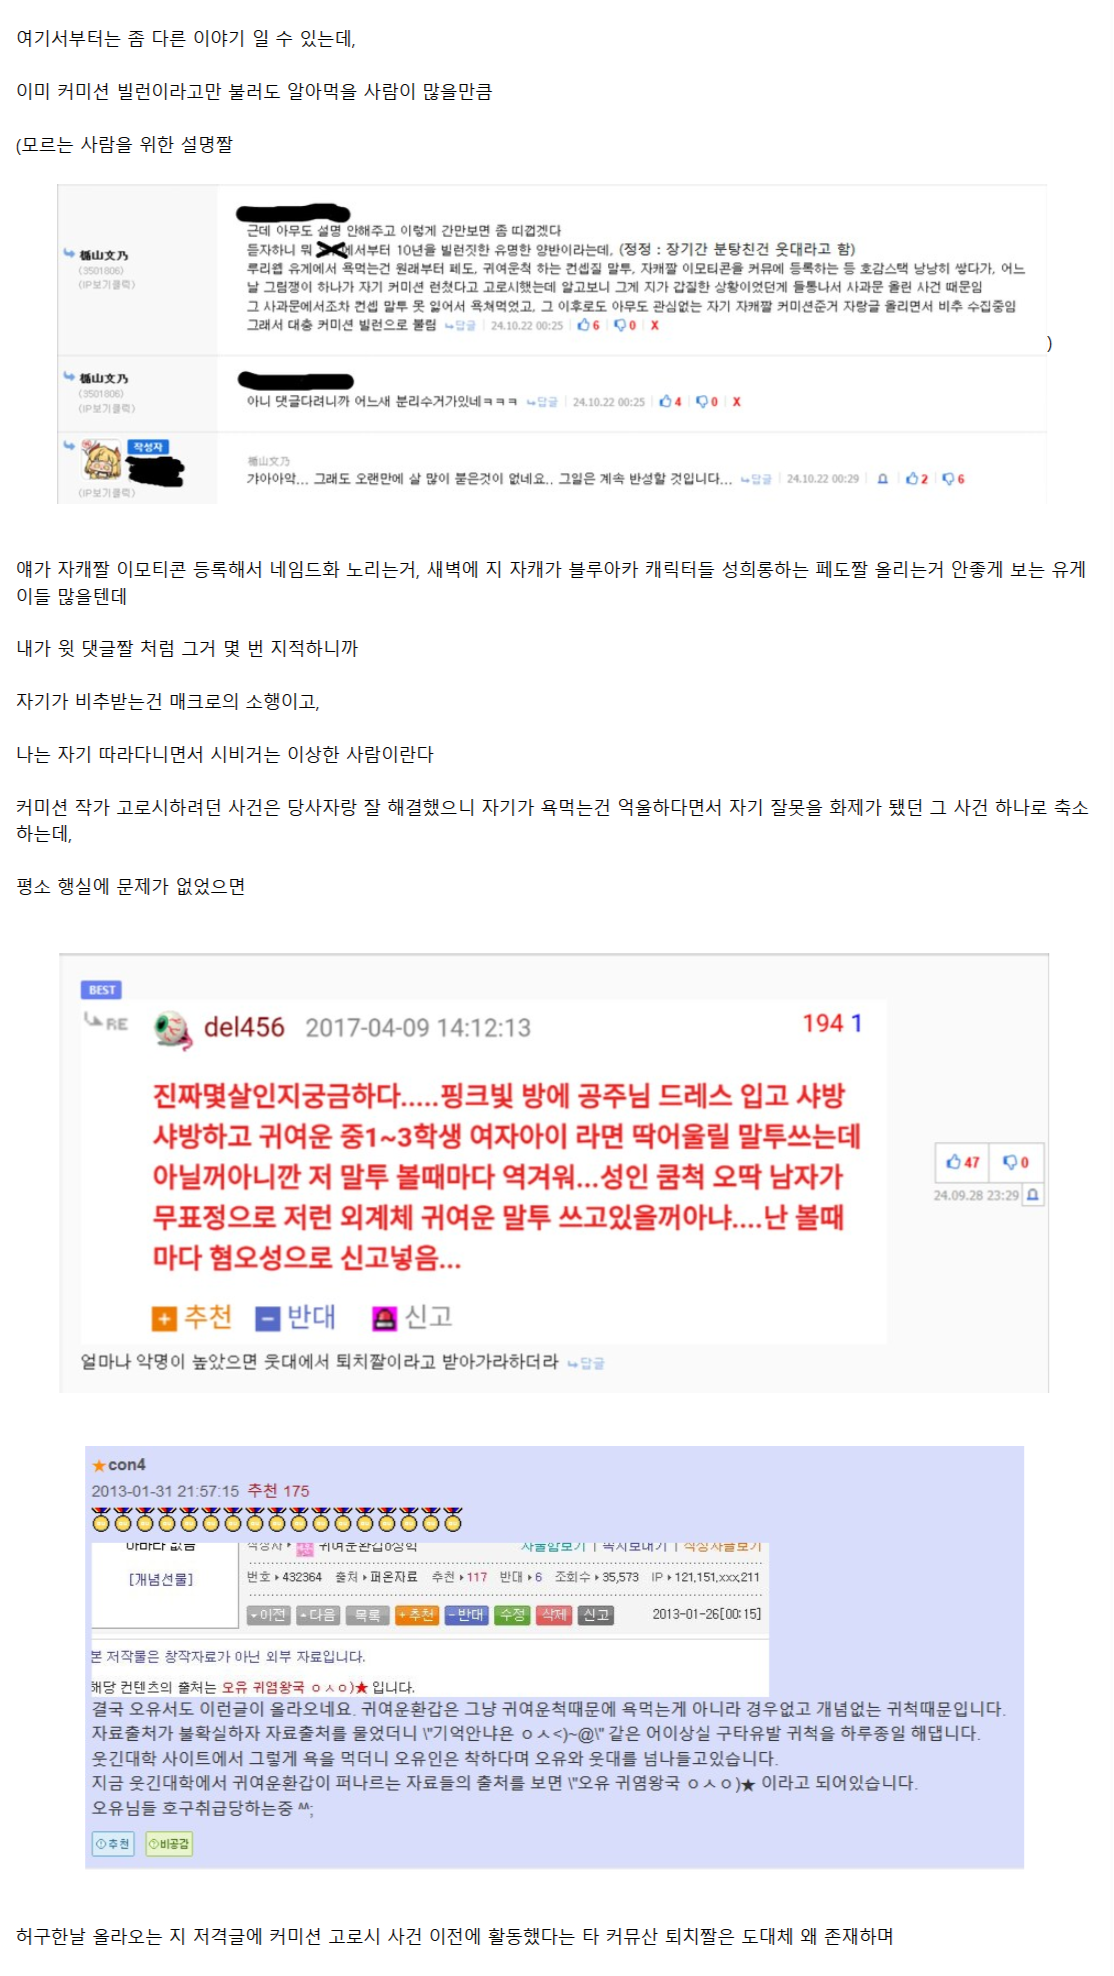 여기서부터는 좀 다른 이야기 일 수 있는데,
이미 커미션 빌런이라고만 불러도 알아먹을 사람이 많을만큼
(모르는 사람을 위한 설명짤
楯山文乃
(3501806)
(IP보기클릭)
근데 아무도 설명 안해주고 이렇게 간만보면 좀 띠껍겠다
듣자하니 뭐 에서부터 10년을 빌런짓한 유명한 양반이라는데, (정정 : 장기간 분탕친건 웃대라고 함)
루리웹 유게에서 욕먹는건 원래부터 페도, 귀여운척 하는 컨셉질 말투, 자캐짤 이모티콘을 커뮤에 등록하는 등 호감스택 낭낭히 쌓다가, 어느
날 그림쟁이 하나가 자기 커미션 런쳤다고 고로시했는데 알고보니 그게 지가 갑질한 상황이었던게 들통나서 사과문 올린 사건 때문임
그 사과문에서조차 컨셉 말투 못 잃어서 욕쳐먹었고, 그 이후로도 아무도 관심없는 자기 자캐짤 커미션준거 자랑글 올리면서 비추 수집중임
그래서 대충 커미션 빌런으로 불림 답글 | 24.10.22 00:25 | 6 | 0 | X
)
楯山文乃
(3501806)
(IP보기클릭)
아니 댓글다려니까 어느새 분리수거가있네ㅋㅋㅋ 답글 | 24.10.22 00:25 | 4 | 0 | X
작성자
(IP보기클릭)
楯山文乃
갸아아악... 그래도 오랜만에 살 많이 붙은것이 없네요.. 그일은 계속 반성할 것입니다... 답글 | 24.10.22 00:29 | 2 | 6
얘가 자캐짤 이모티콘 등록해서 네임드화 노리는거, 새벽에 지 자캐가 블루아카 캐릭터들 성희롱하는 페도짤 올리는거 안좋게 보는 유게
이들 많을텐데
내가 윗 댓글짤 처럼 그거 몇 번 지적하니까
자기가 비추받는건 매크로의 소행이고,
나는 자기 따라다니면서 시비거는 이상한 사람이란다
커미션 작가 고로시하려던 사건은 당사자랑 잘 해결했으니 자기가 욕먹는건 억울하다면서 자기 잘못을 화제가 됐던 그 사건 하나로 축소
하는데,
평소 행실에 문제가 없었으면
BEST
RE del456 2017-04-09 14:12:13 194 1
진짜몇살인지궁금하다.....핑크빛 방에 공주님 드레스 입고 샤방
샤방하고 귀여운 중1~3학생 여자아이 라면 딱어울릴 말투쓰는데
아닐꺼아니깐 저 말투 볼때마다 역겨워...성인 쿰척 오딱 남자가
무표정으로 저런 외계체 귀여운 말투 쓰고있을꺼아냐....난 볼때
마다 혐오성으로 신고넣음...
추천 반대 신고
47 0
24.09.28 23:29
얼마나 악명이 높았으면 웃대에서 퇴치짤이라고 받아가라하더라 답글
★con4
2013-01-31 21:57:15 추천 175
아마라 없음
[개념선물]
작성자 귀여운환갑0상혁 자물압보기 | 쪽지보내기 | 작성자글보기
번호 432364 출처 퍼온자료 추천 117 반대 6 조회수 35,573 IP 121,151,xxx,211
이전 다음 목록 추천 반대 수정 삭제 신고 2013-01-26[00:15]
본 저작물은 창작자료가 아닌 외부 자료입니다.
해당 컨텐츠의 출처는 오유 귀염왕국 ㅇㅅㅇ)★ 입니다.
결국 오유서도 이런글이 올라오네요. 귀여운환갑은 그냥 귀여운척때문에 욕먹는게 아니라 경우없고 개념없는 귀척때문입니다.
자료출처가 불확실하자 자료출처를 물었더니 \"기억안냐욘 ㅇㅅ<)~@\" 같은 어이상실 구타유발 귀척을 하루종일 해댑니다.
웃긴대학 사이트에서 그렇게 욕을 먹더니 오유인은 착하다며 오유와 웃대를 넘나들고있습니다.
지금 웃긴대학에서 귀여운환갑이 퍼나르는 자료들의 출처를 보면 \"오유 귀염왕국 ㅇㅅㅇ)★ 이라고 되어있습니다.
오유님들 호구취급당하는중 ^^;
추천 비공감
허구한날 올라오는 지 저격글에 커미션 고로시 사건 이전에 활동했다는 타 커뮤산 퇴치짤은 도대체 왜 존재하며